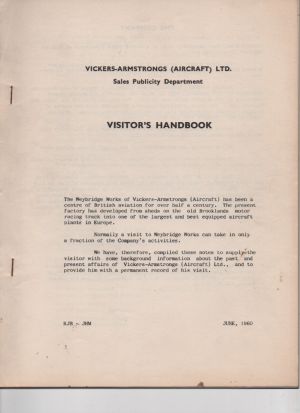 VICKERS-ARMSTRONGS (AIRCRAFT) LTD.
Sales Publicity Department
VISITOR'S HANDBOOK
The Weybridge Works of Vickers-Armstrongs (Aircraft) has been a
centre of British aviation for over half a century. The present
factory has developed from sheds on the old Brooklands motor
racing track into one of the largest and best equipped aircraft
plants in Europe.
Normally a visit to Weybridge Works can take in only
a fraction of the Company's activities.
We have, therefore, compiled these notes to supply the
visitor with some background information about the past and
present affairs of Vickers-Armstrongs (Aircraft) Ltd., and to
provide him with a permanent record of his visit.
JUNE, 1960